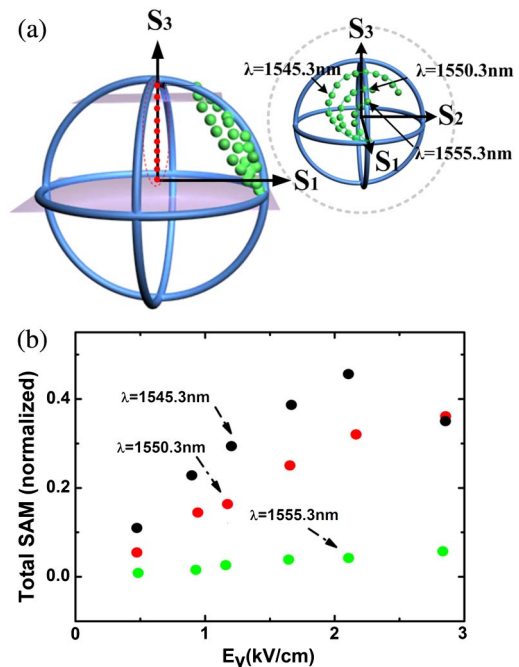 (a)
S3
S1
S3
λ=1545.3nm
λ=1550.3nm
S2
S1
λ=1555.3nm
(b)
Total SAM (normalized)
0.4
0.2
0.0
λ=1545.3nm
λ=1550.3nm
λ=1555.3nm
0
1
2
3
Ey(kV/cm)